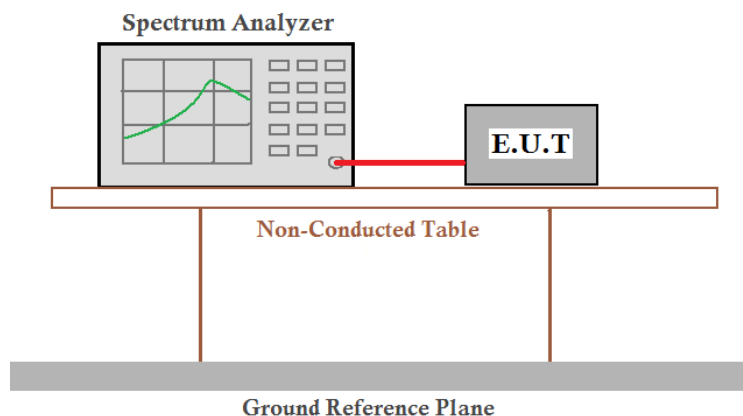 Spectrum Analyzer
E.U.T
Non-Conducted Table
Ground Reference Plane